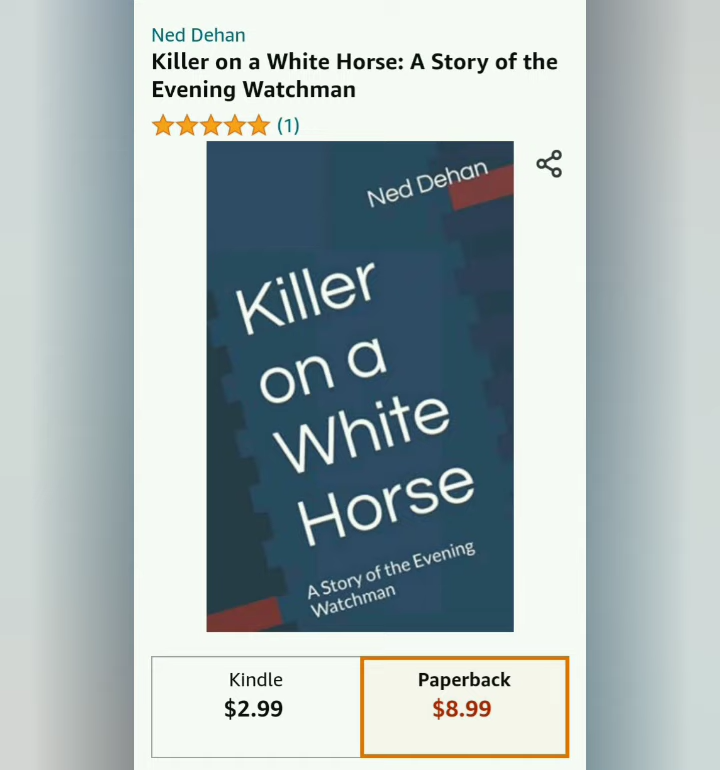 Ned Dehan
Killer on a White Horse: A Story of the
Evening Watchman
(1)
Ned Dehan
Killer
on a
White
Horse
A Story of the Evening
Watchman
Kindle
$2.99
Paperback
$8.99